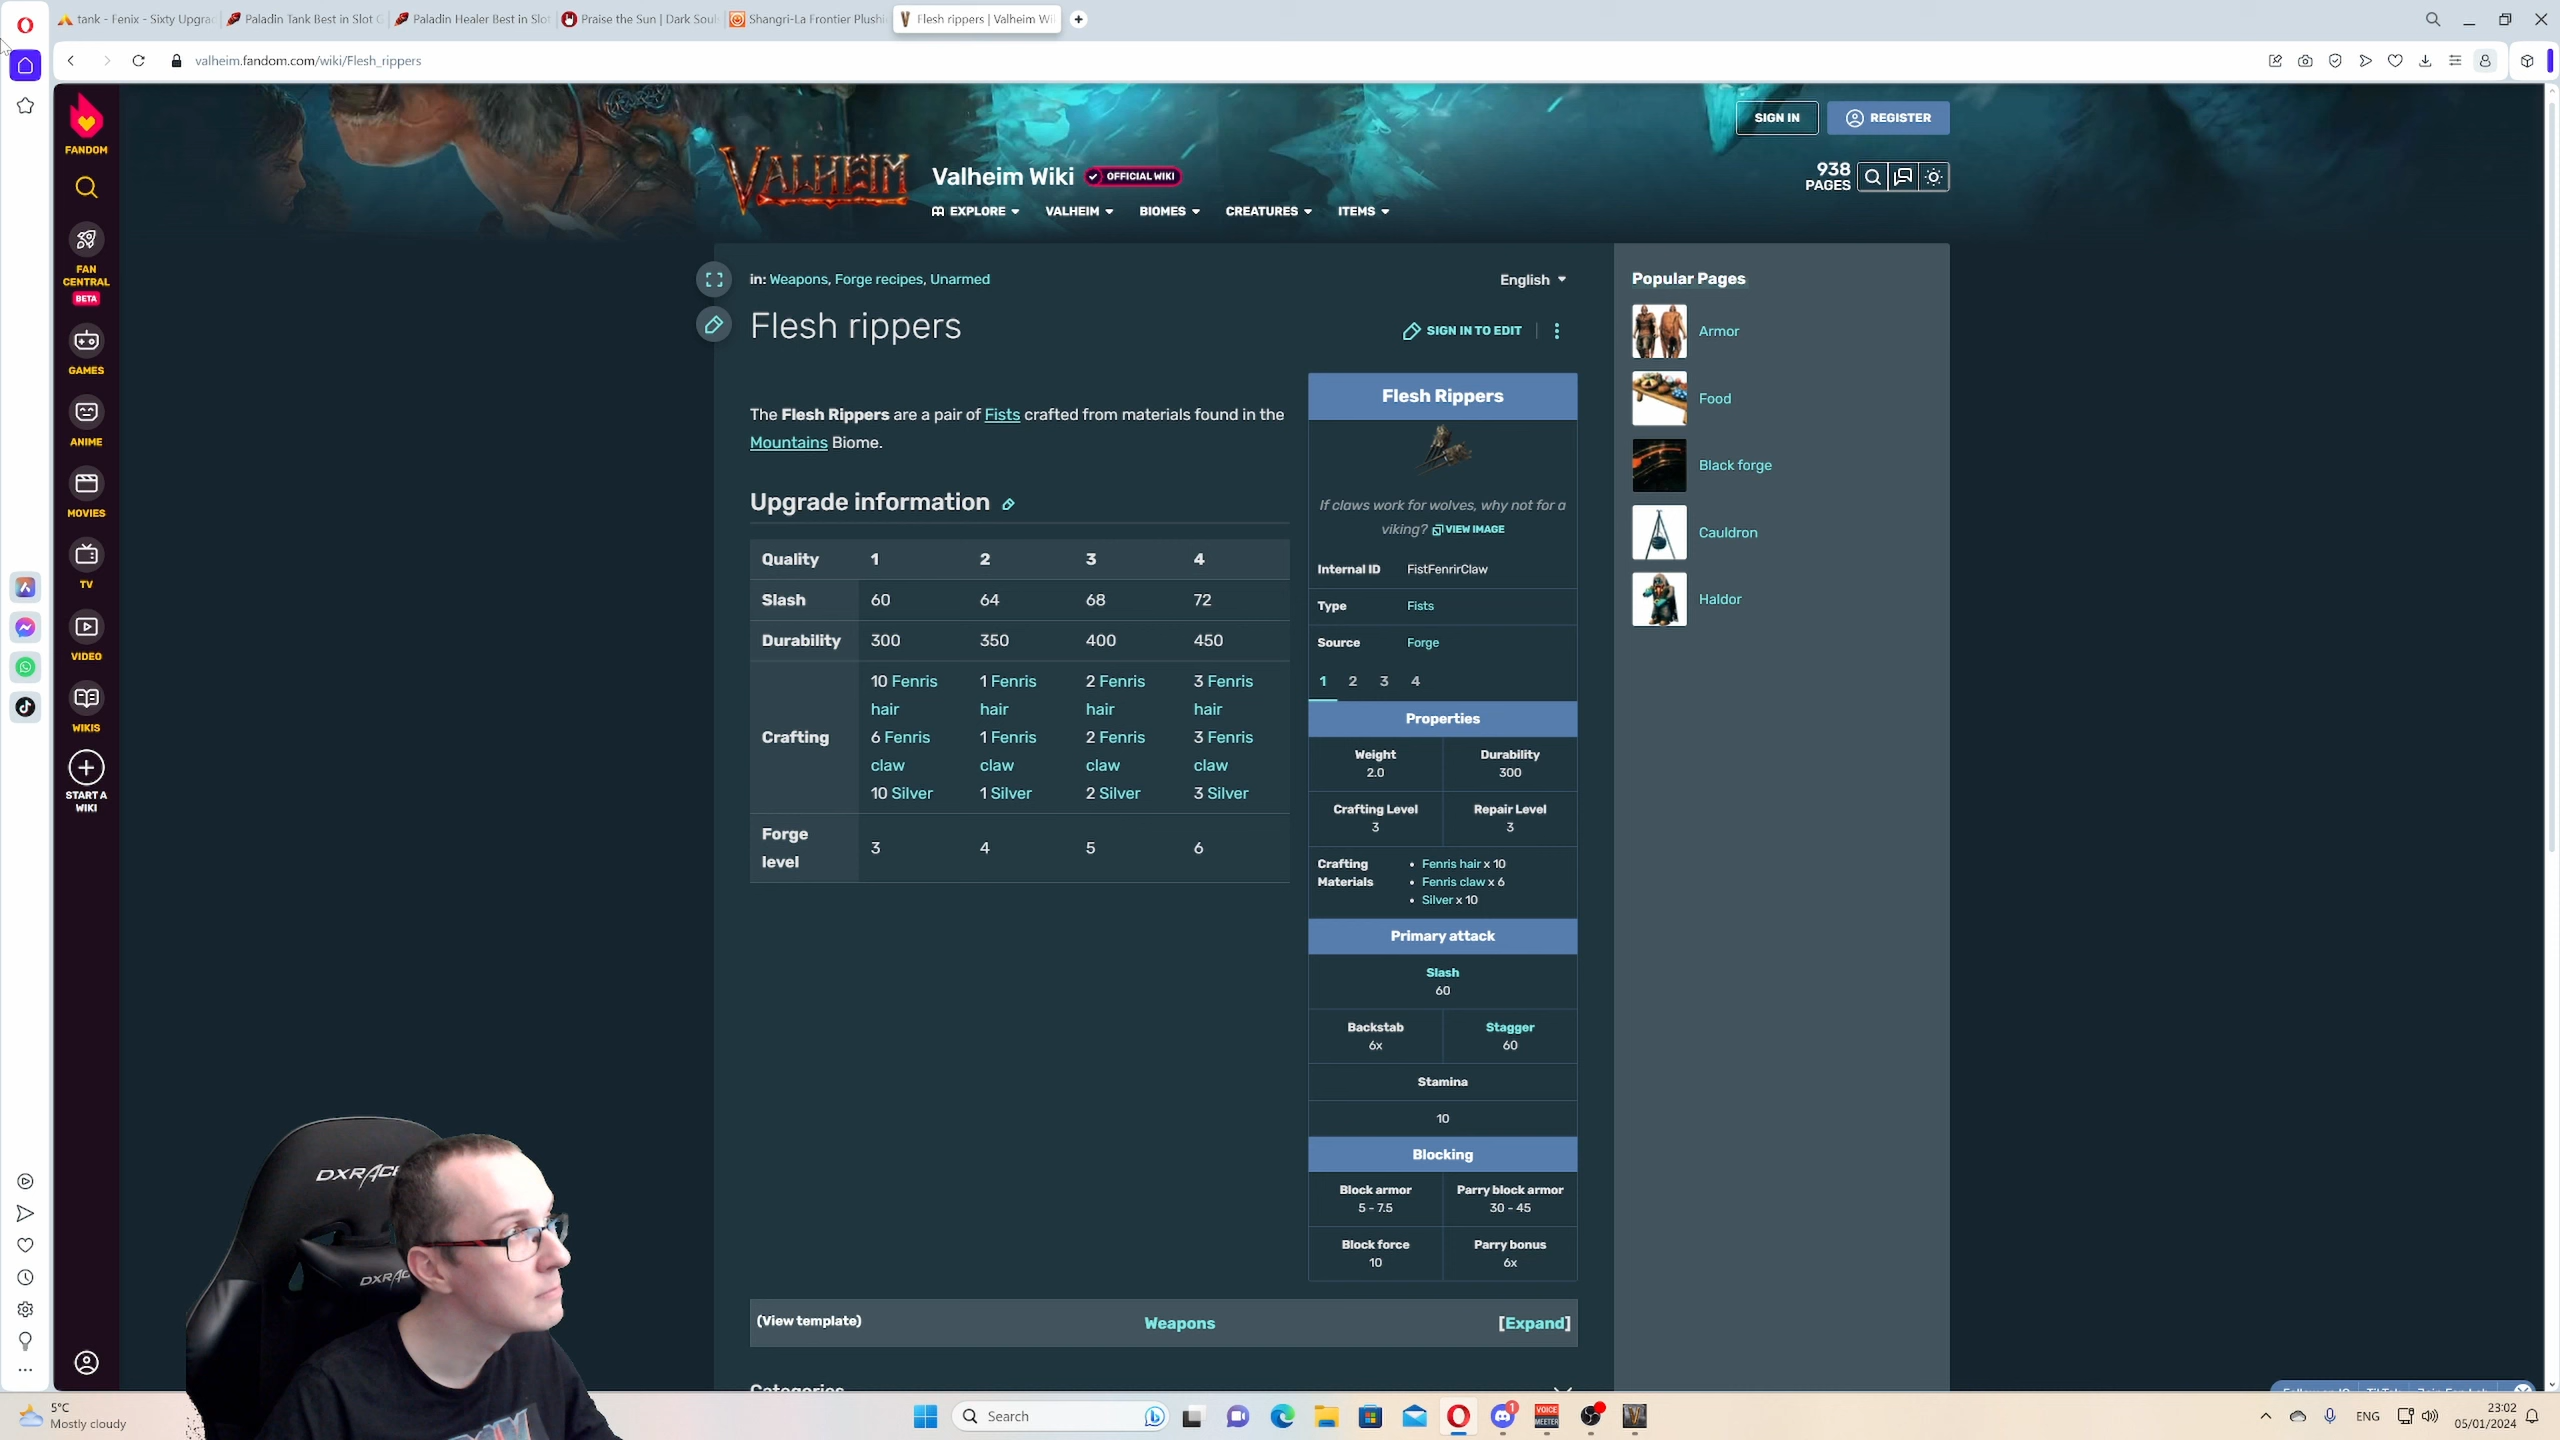 tank - Fenix - Sixty Upgrad
Paladin Tank Best in Slot G
Paladin Healer Best in Slot
Praise the Sun | Dark Soul
Shangri-La Frontier Plushie
Flesh rippers | Valheim Wi
valheim.fandom.com/wiki/Flesh_rippers
FANDOM
FAN CENTRAL
BETA
GAMES
ANIME
MOVIES
TV
VIDEO
WIKIS
START A WIKI
SIGN IN
REGISTER
VALHEIM
Valheim Wiki
OFFICIAL WIKI
938 PAGES
EXPLORE
VALHEIM
BIOMES
CREATURES
ITEMS
in: Weapons, Forge recipes, Unarmed
English
Flesh rippers
SIGN IN TO EDIT
The Flesh Rippers are a pair of Fists crafted from materials found in the
Mountains Biome.
Upgrade information
Quality 1 2 3 4
Slash 60 64 68 72
Durability 300 350 400 450
Crafting
10 Fenris hair 1 Fenris hair 2 Fenris hair 3 Fenris hair
6 Fenris claw 1 Fenris claw 2 Fenris claw 3 Fenris claw
10 Silver 1 Silver 2 Silver 3 Silver
Forge level 3 4 5 6
Flesh Rippers
If claws work for wolves, why not for a
viking? VIEW IMAGE
Internal ID FistFenrirClaw
Type Fists
Source Forge
1 2 3 4
Properties
Weight Durability
2.0 300
Crafting Level Repair Level
3 3
Crafting Materials
• Fenris hair x 10
• Fenris claw x 6
• Silver x 10
Primary attack
Slash
60
Backstab Stagger
6x 60
Stamina
10
Blocking
Block armor Parry block armor
5 - 7.5 30 - 45
Block force Parry bonus
10 6x
(View template) Weapons [Expand]
Categories
Popular Pages
Armor
Food
Black forge
Cauldron
Haldor
DXRACE
DXRAC
5°C
Mostly cloudy
Search
1
VOICE
MEETER
ENG
23:02
05/01/2024